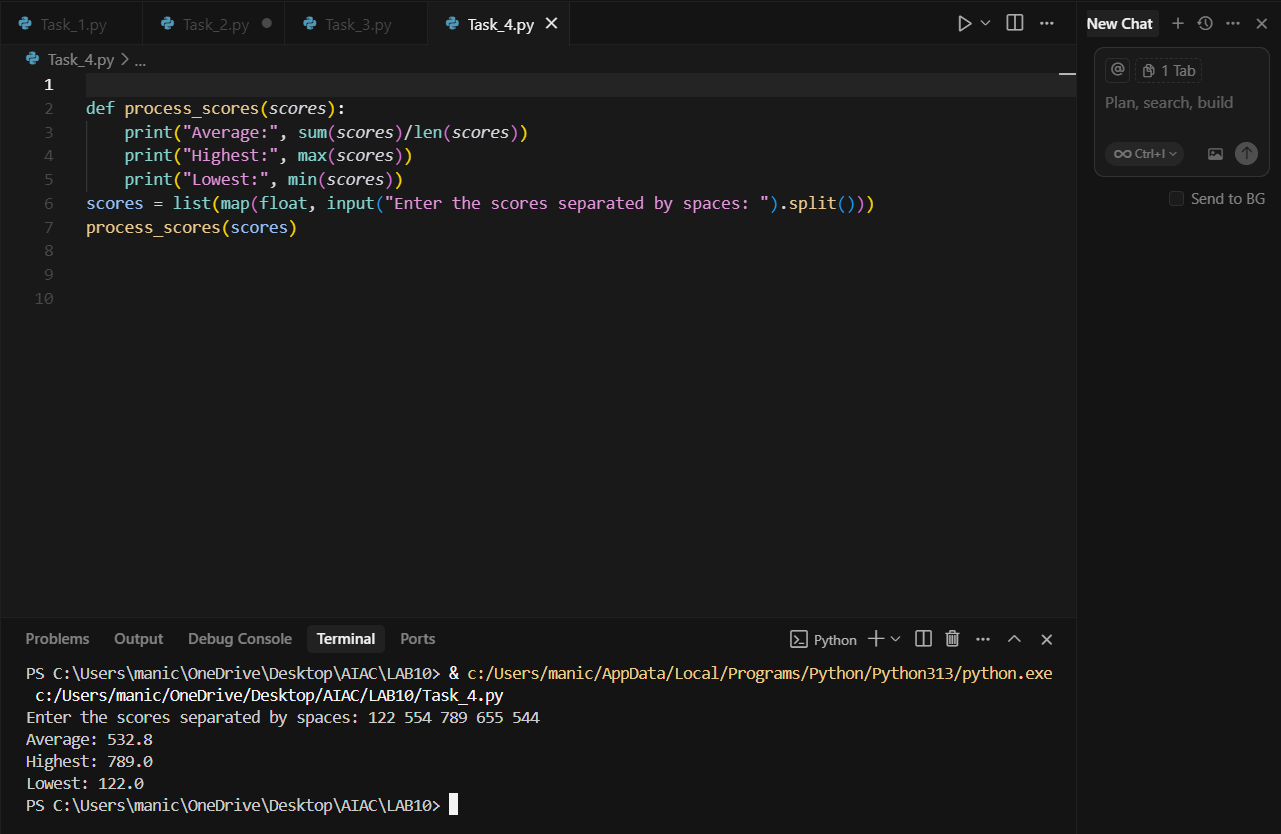 Task_1.py Task_2.py Task_3.py Task_4.py New Chat
Task_4.py > ...
@ 1 Tab
Plan, search, build
∞ Ctrl+I
Send to BG
1
2 def process_scores(scores):
3     print("Average:", sum(scores)/len(scores))
4     print("Highest:", max(scores))
5     print("Lowest:", min(scores))
6 scores = list(map(float, input("Enter the scores separated by spaces: ").split()))
7 process_scores(scores)
8
9
10
Problems Output Debug Console Terminal Ports Python
PS C:\Users\manic\OneDrive\Desktop\AIAC\LAB10> & c:/Users/manic/AppData/Local/Programs/Python/Python313/python.exe
c:/Users/manic/OneDrive/Desktop/AIAC/LAB10/Task_4.py
Enter the scores separated by spaces: 122 554 789 655 544
Average: 532.8
Highest: 789.0
Lowest: 122.0
PS C:\Users\manic\OneDrive\Desktop\AIAC\LAB10>